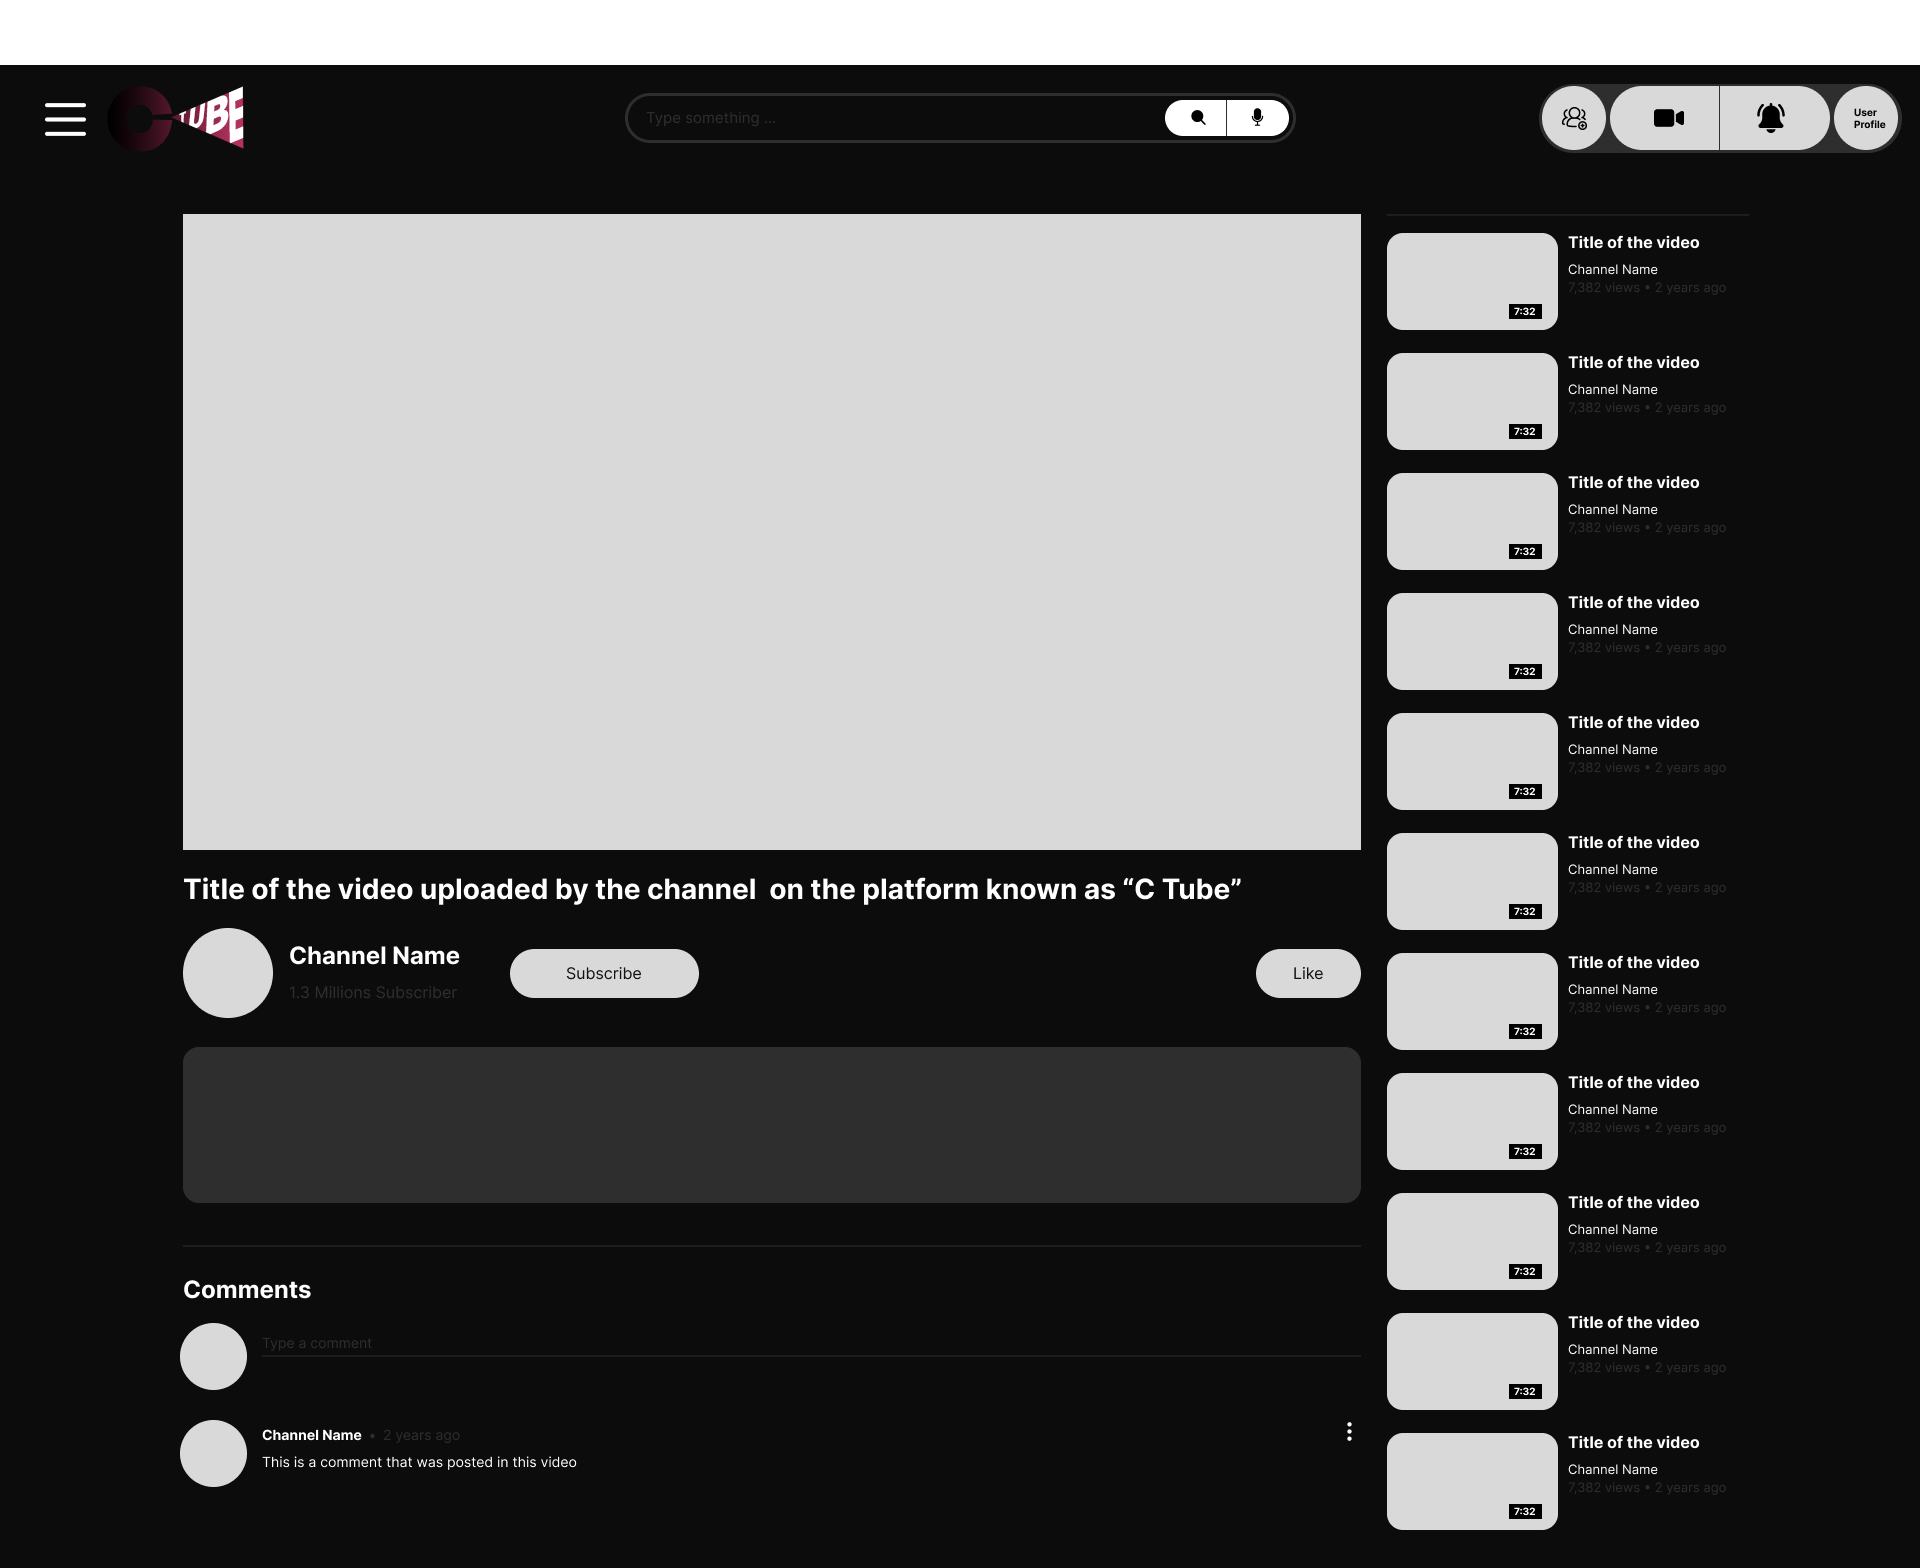 TUBE
Type something ...
User
Profile
Title of the video uploaded by the channel  on the platform known as “C Tube”
Channel Name
1.3 Millions Subscriber
Subscribe
Like
Comments
Type a comment
Channel Name • 2 years ago
This is a comment that was posted in this video
7:32
Title of the video
Channel Name
7,382 views • 2 years ago
7:32
Title of the video
Channel Name
7,382 views • 2 years ago
7:32
Title of the video
Channel Name
7,382 views • 2 years ago
7:32
Title of the video
Channel Name
7,382 views • 2 years ago
7:32
Title of the video
Channel Name
7,382 views • 2 years ago
7:32
Title of the video
Channel Name
7,382 views • 2 years ago
7:32
Title of the video
Channel Name
7,382 views • 2 years ago
7:32
Title of the video
Channel Name
7,382 views • 2 years ago
7:32
Title of the video
Channel Name
7,382 views • 2 years ago
7:32
Title of the video
Channel Name
7,382 views • 2 years ago
7:32
Title of the video
Channel Name
7,382 views • 2 years ago
7:32